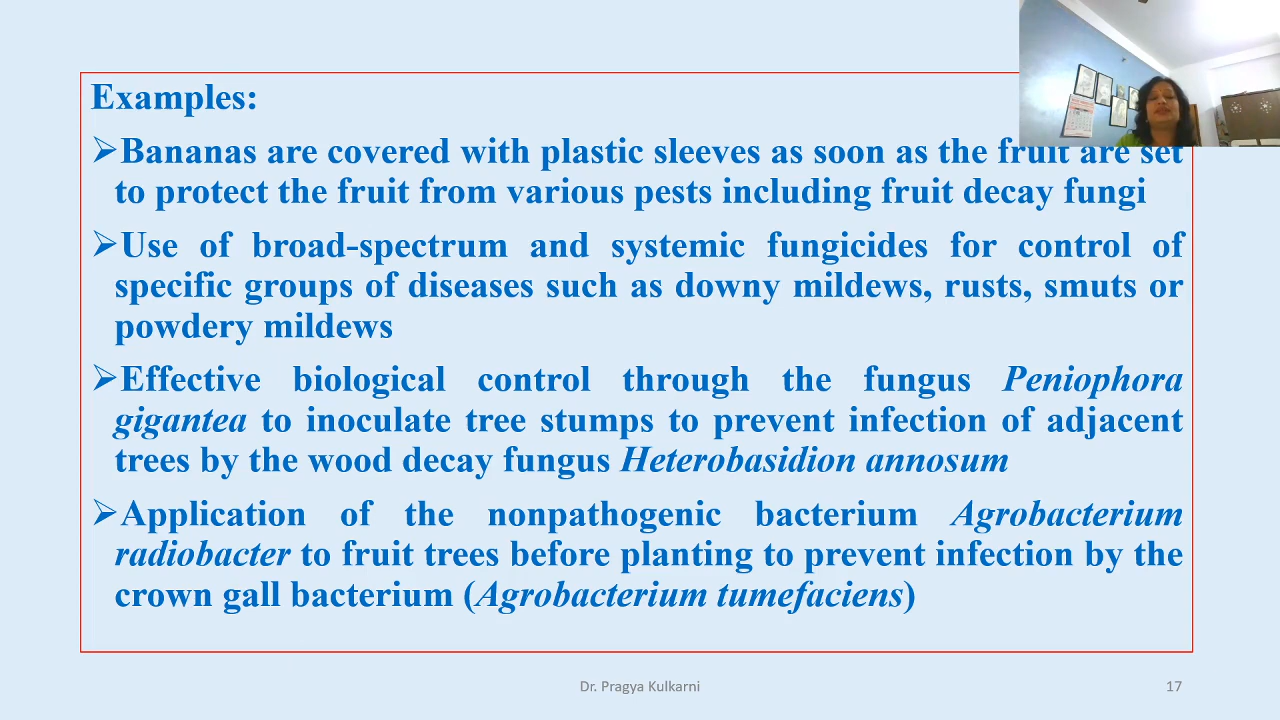 Examples:
➢Bananas are covered with plastic sleeves as soon as the fruit are set
to protect the fruit from various pests including fruit decay fungi
➢Use of broad-spectrum and systemic fungicides for control of
specific groups of diseases such as downy mildews, rusts, smuts or
powdery mildews
➢Effective biological control through the fungus Peniophora
gigantea to inoculate tree stumps to prevent infection of adjacent
trees by the wood decay fungus Heterobasidion annosum
➢Application of the nonpathogenic bacterium Agrobacterium
radiobacter to fruit trees before planting to prevent infection by the
crown gall bacterium (Agrobacterium tumefaciens)
Dr. Pragya Kulkarni
17